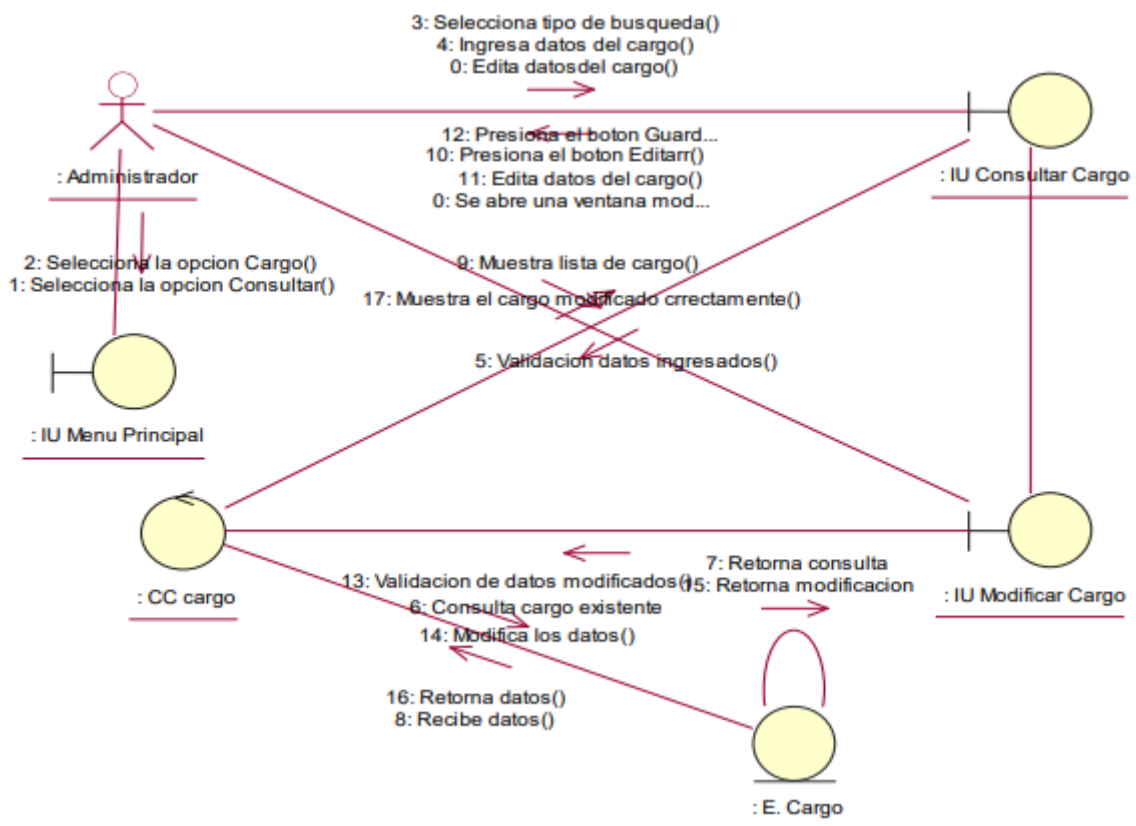 3: Selecciona tipo de busqueda()
4: Ingresa datos del cargo()
0: Edita datosdel cargo()
12: Presiona el boton Guard...
10: Presiona el boton Editarr()
11: Edita datos del cargo()
0: Se abre una ventana mod...
: Administrador
: IU Consultar Cargo
2: Selecciona la opcion Cargo()
1: Selecciona la opcion Consultar()
9: Muestra lista de cargo()
17: Muestra el cargo modificado crrectamente()
5: Validacion datos ingresados()
: IU Menu Principal
7: Retorna consulta
13: Validacion de datos modificados()
15: Retorna modificacion
: CC cargo
: IU Modificar Cargo
6: Consulta cargo existente
14: Modifica los datos()
16: Retorna datos()
8: Recibe datos()
: E. Cargo